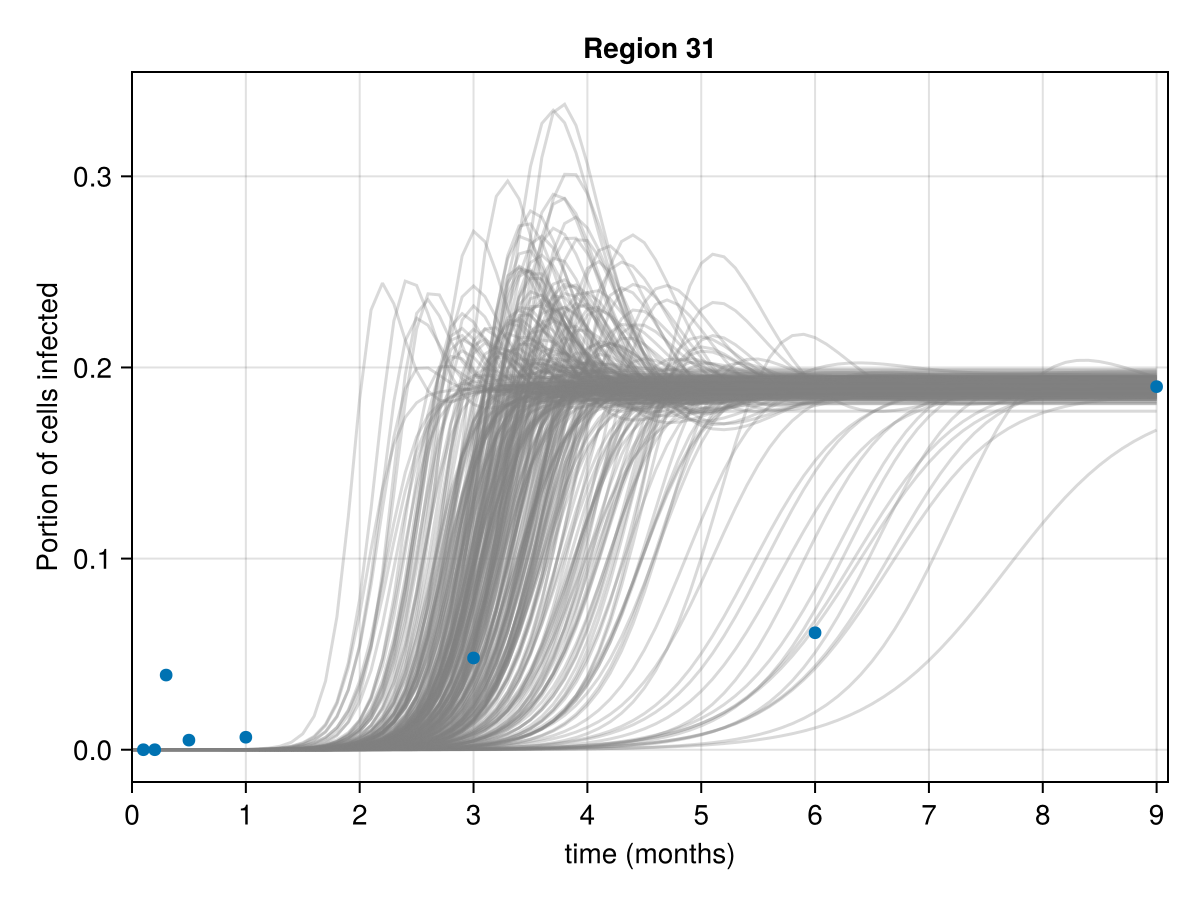 Region 31
Portion of cells infected
0.3
0.2
0.1
0.0
0 1 2 3 4 5 6 7 8 9
time (months)